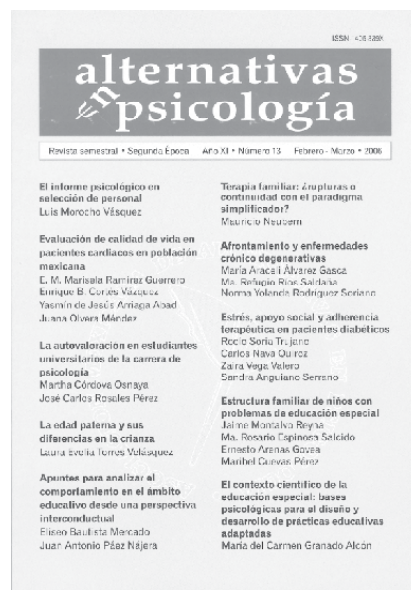 ISSN
alternativas
en
psicología
Revista semestral • Segunda Época Año XI • Número 13 Febrero - Marzo • 2006
El informe psicológico en
selección de personal
Luis Morocho Vásquez
Evaluación de calidad de vida en
pacientes cardiacos en población
mexicana
E. M. Marisela Ramírez Guerrero
Enrique B. Cortés Vázquez
Yasmín de Jesús Arriaga Abad
Juana Olvera Méndez
La autovaloración en estudiantes
universitarios de la carrera de
psicología
Martha Córdova Osnaya
José Carlos Rosales Pérez
La edad paterna y sus
diferencias en la crianza
Laura Evelia Torres Velásquez
Apuntes para analizar el
comportamiento en el ámbito
educativo desde una perspectiva
interconductual
Eliseo Bautista Mercado
Juan Antonio Páaz Nájera
Terapia familiar: ¿rupturas o
continuidad con el paradigma
simplificador?
Mauricio Neubern
Afrontamiento y enfermedades
crónico degenerativas
María Araceli Álvarez Gasca
Ma. Refugio Ríos Saldaña
Norma Yolanda Rodríguez Soriano
Estrés, apoyo social y adherencia
terapéutica en pacientes diabéticos
Rocío Soria Trujano
Carlos Nava Quiroz
Zaira Vega Valero
Sandra Anguiano Serrano
Estructura familiar de niños con
problemas de educación especial
Jaime Montalvo Reyna
Ma. Rosario Espinosa Salcido
Ernesto Arenas Govea
Maribel Cuevas Pérez
El contexto científico de la
educación especial: bases
psicológicas para el diseño y
desarrollo de prácticas educativas
adaptadas
María del Carmen Granado Alcón